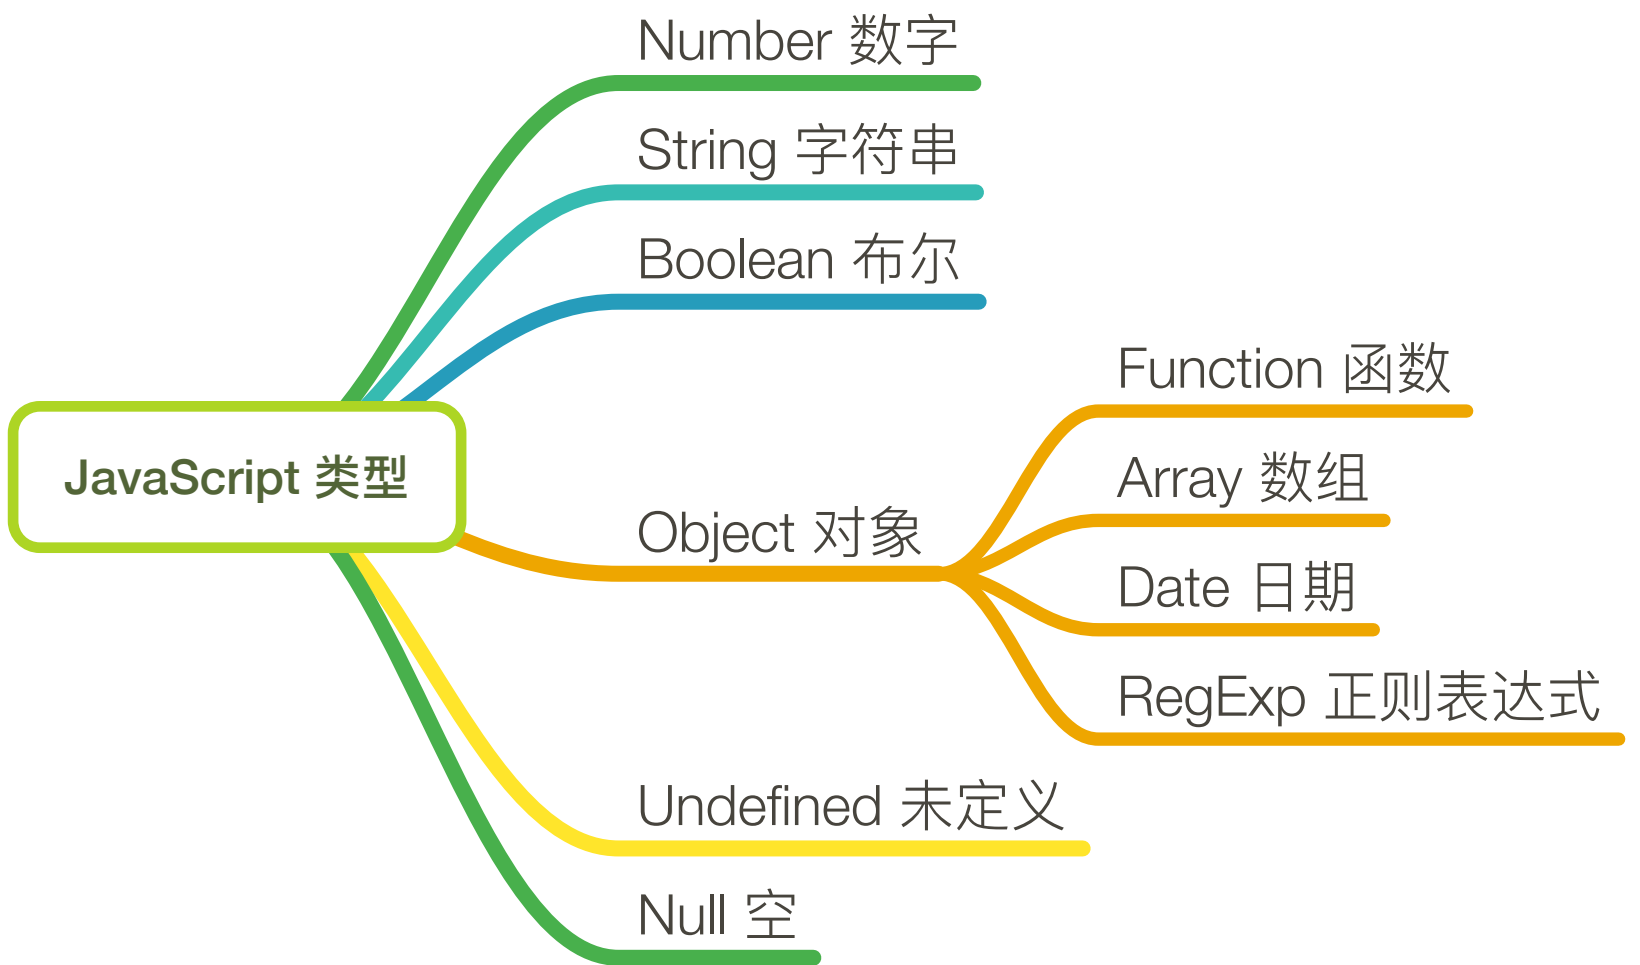 JavaScript 类型
Number 数字
String 字符串
Boolean 布尔
Object 对象
Function 函数
Array 数组
Date 日期
RegExp 正则表达式
Undefined 未定义
Null 空